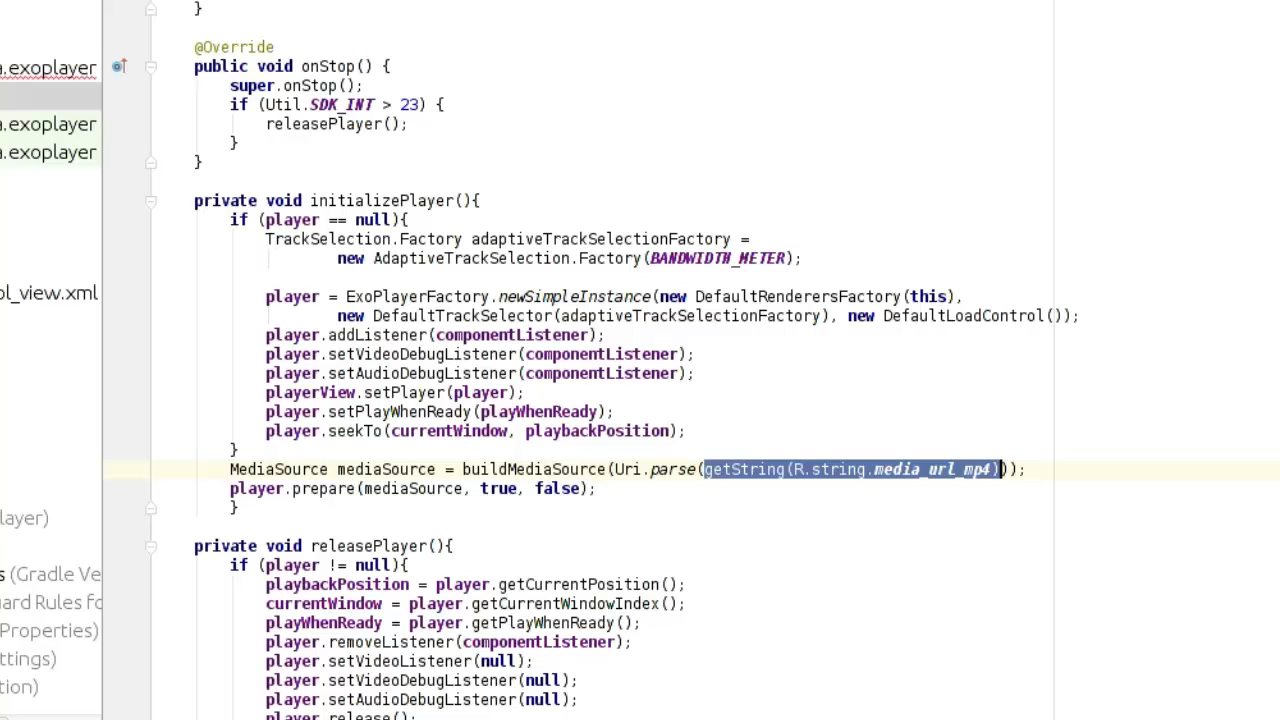 }
@Override
public void onStop() {
super.onStop();
if (Util.SDK_INT > 23) {
releasePlayer();
}
}
private void initializePlayer(){
if (player == null){
TrackSelection.Factory adaptiveTrackSelectionFactory =
new AdaptiveTrackSelection.Factory(BANDWIDTH_METER);
player = ExoPlayerFactory.newSimpleInstance(new DefaultRenderersFactory(this),
new DefaultTrackSelector(adaptiveTrackSelectionFactory), new DefaultLoadControl());
player.addListener(componentListener);
player.setVideoDebugListener(componentListener);
player.setAudioDebugListener(componentListener);
playerView.setPlayer(player);
player.setPlayWhenReady(playWhenReady);
player.seekTo(currentWindow, playbackPosition);
}
MediaSource mediaSource = buildMediaSource(Uri.parse(getString(R.string.media_url_mp4)));
player.prepare(mediaSource, true, false);
}
private void releasePlayer(){
if (player != null){
playbackPosition = player.getCurrentPosition();
currentWindow = player.getCurrentWindowIndex();
playWhenReady = player.getPlayWhenReady();
player.removeListener(componentListener);
player.setVideoListener(null);
player.setVideoDebugListener(null);
player.setAudioDebugListener(null);
player.release();
a.exoplayer
a.exoplayer
a.exoplayer
ol_view.xml
layer)
s (Gradle Ve
uard Rules fo
Properties)
ttings)
tion)